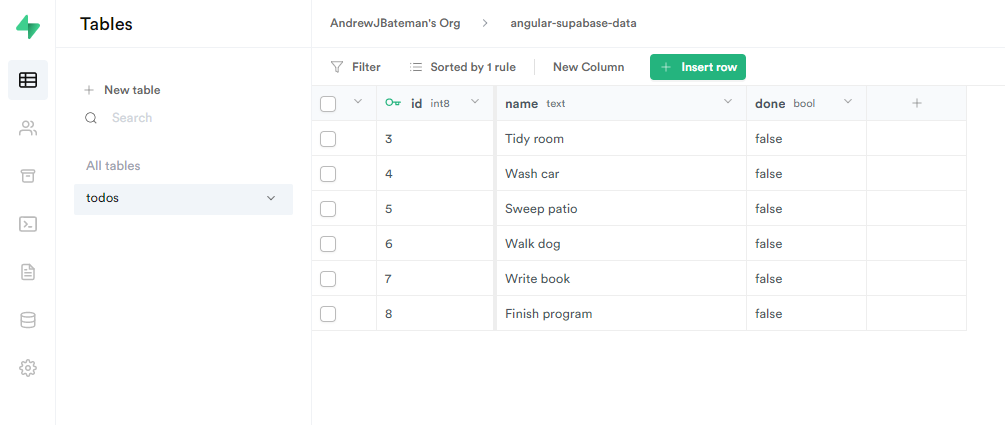 Tables
AndrewJBateman's Org > angular-supabase-data
Filter Sorted by 1 rule New Column + Insert row
+ New table
Search
All tables
todos
id int8 name text done bool +
3 Tidy room false
4 Wash car false
5 Sweep patio false
6 Walk dog false
7 Write book false
8 Finish program false